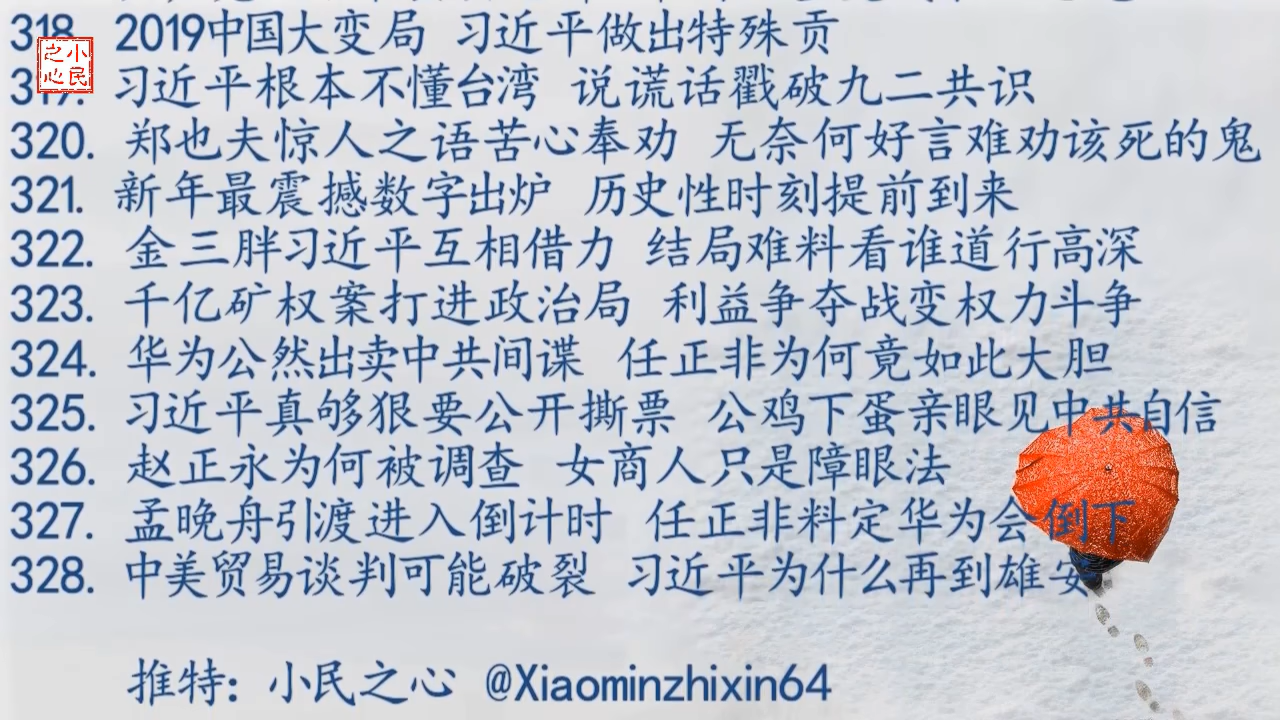 318. 2019中国大变局 习近平做出特殊贡
小民之心
319. 习近平根本不懂台湾 说谎话戳破九二共识
320. 郑也夫惊人之语苦心奉劝 无奈何好言难劝该死的鬼
321. 新年最震撼数字出炉 历史性时刻提前到来
322. 金三胖习近平互相借力 结局难料看谁道行高深
323. 千亿矿权案打进政治局 利益争夺战变权力斗争
324. 华为公然出卖中共间谍 任正非为何竟如此大胆
325. 习近平真够狠要公开撕票 公鸡下蛋亲眼见中共自信
326. 赵正永为何被调查 女商人只是障眼法
327. 孟晚舟引渡进入倒计时 任正非料定华为会倒下
328. 中美贸易谈判可能破裂 习近平为什么再到雄安
推特: 小民之心 @Xiaominzhixin64